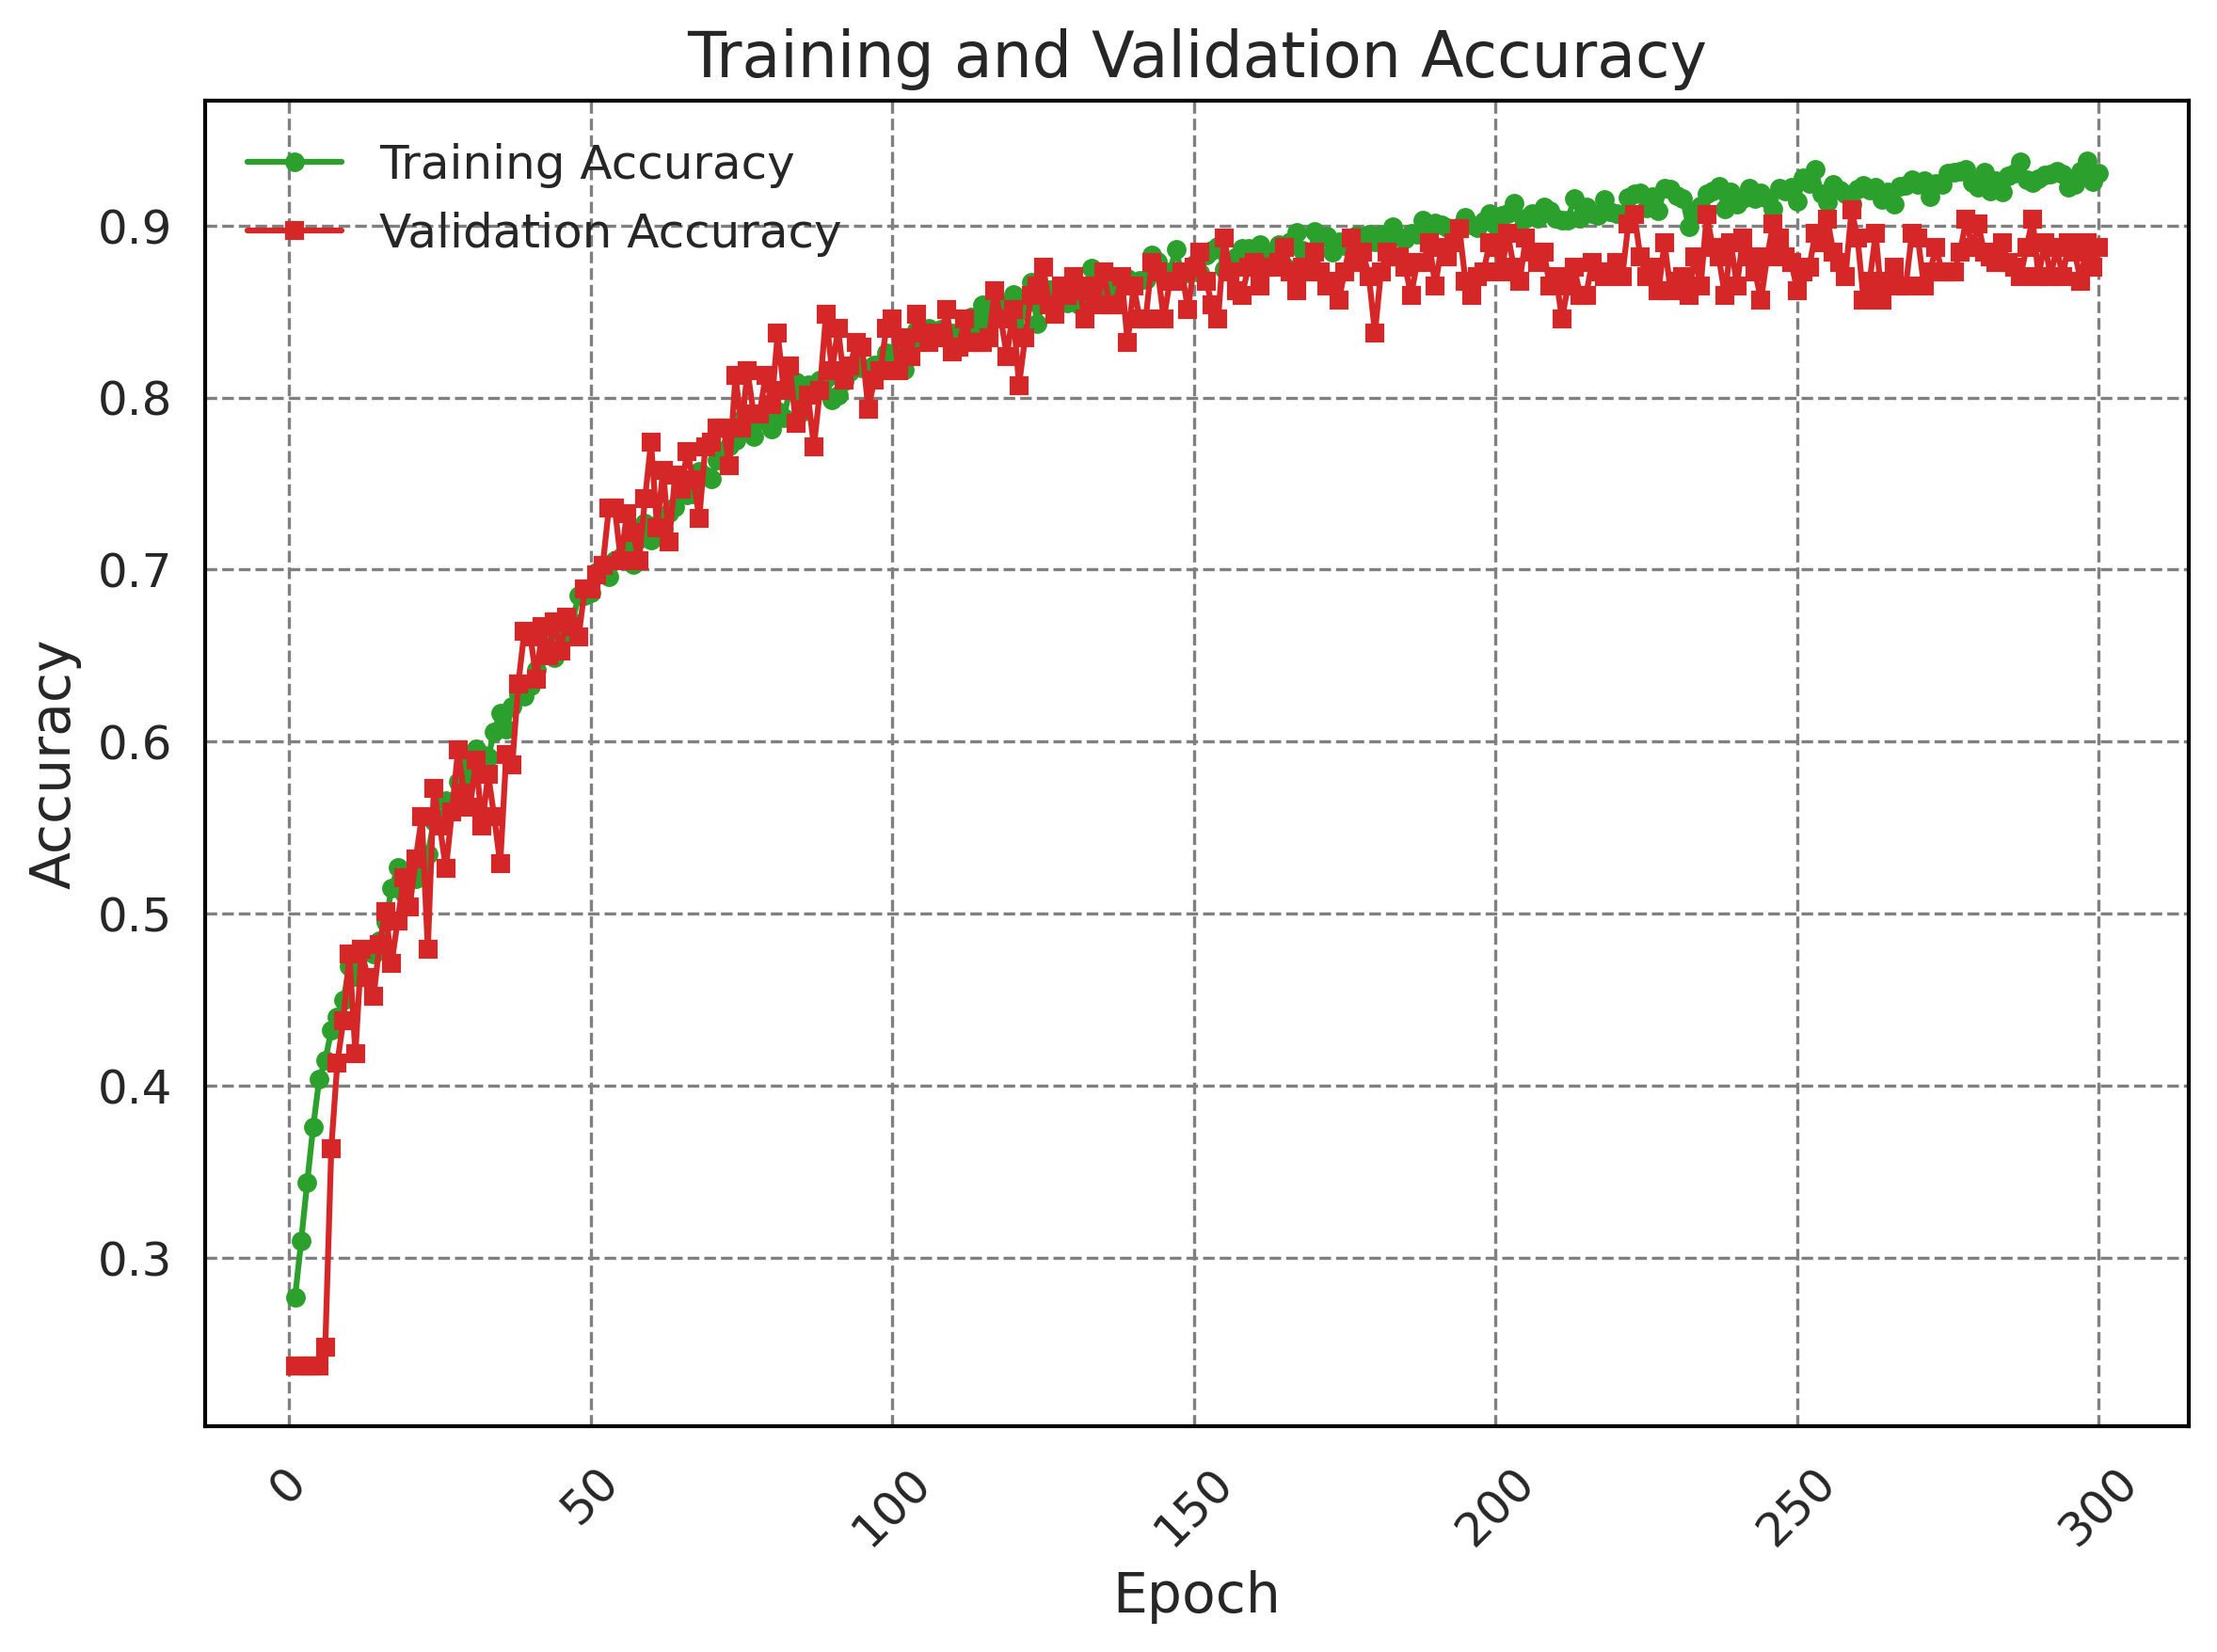 Training and Validation Accuracy
Training Accuracy
Validation Accuracy
0.9
0.8
0.7
0.6
0.5
0.4
0.3
Accuracy
0 50 100 150 200 250 300
Epoch